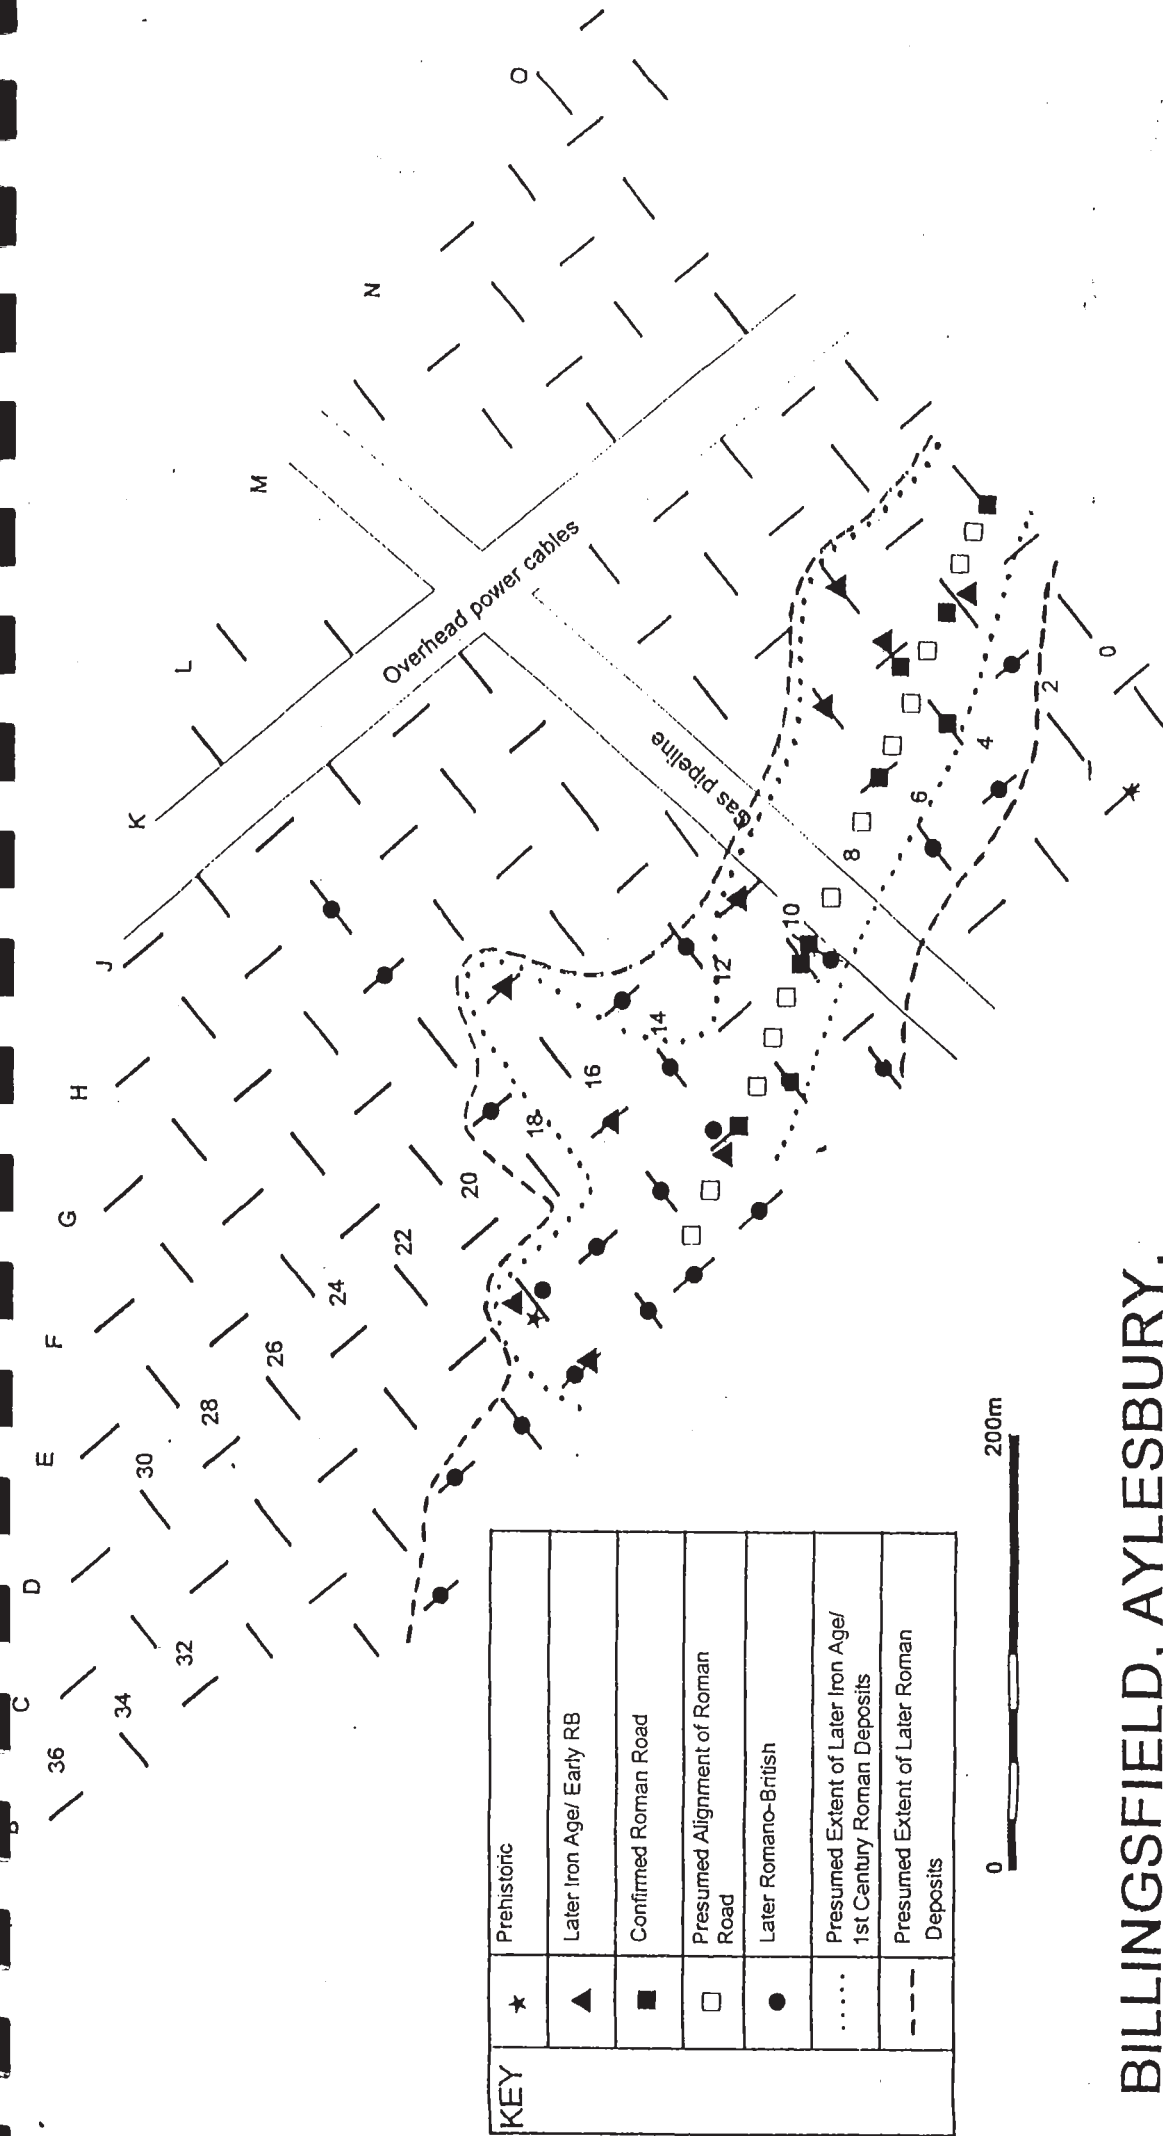 O
N
M
L
K
J
H
G
F
E
D
C
B
Overhead power cables
Gas pipeline
0
2
4
6
8
10
12
14
16
18
20
22
24
26
28
30
32
34
36
KEY
Prehistoric
Later Iron Age/ Early RB
Confirmed Roman Road
Presumed Alignment of Roman
Road
Later Romano-British
Presumed Extent of Later Iron Age/
1st Century Roman Deposits
Presumed Extent of Later Roman
Deposits
0
200m
BILLINGSFIELD, AYLESBURY.